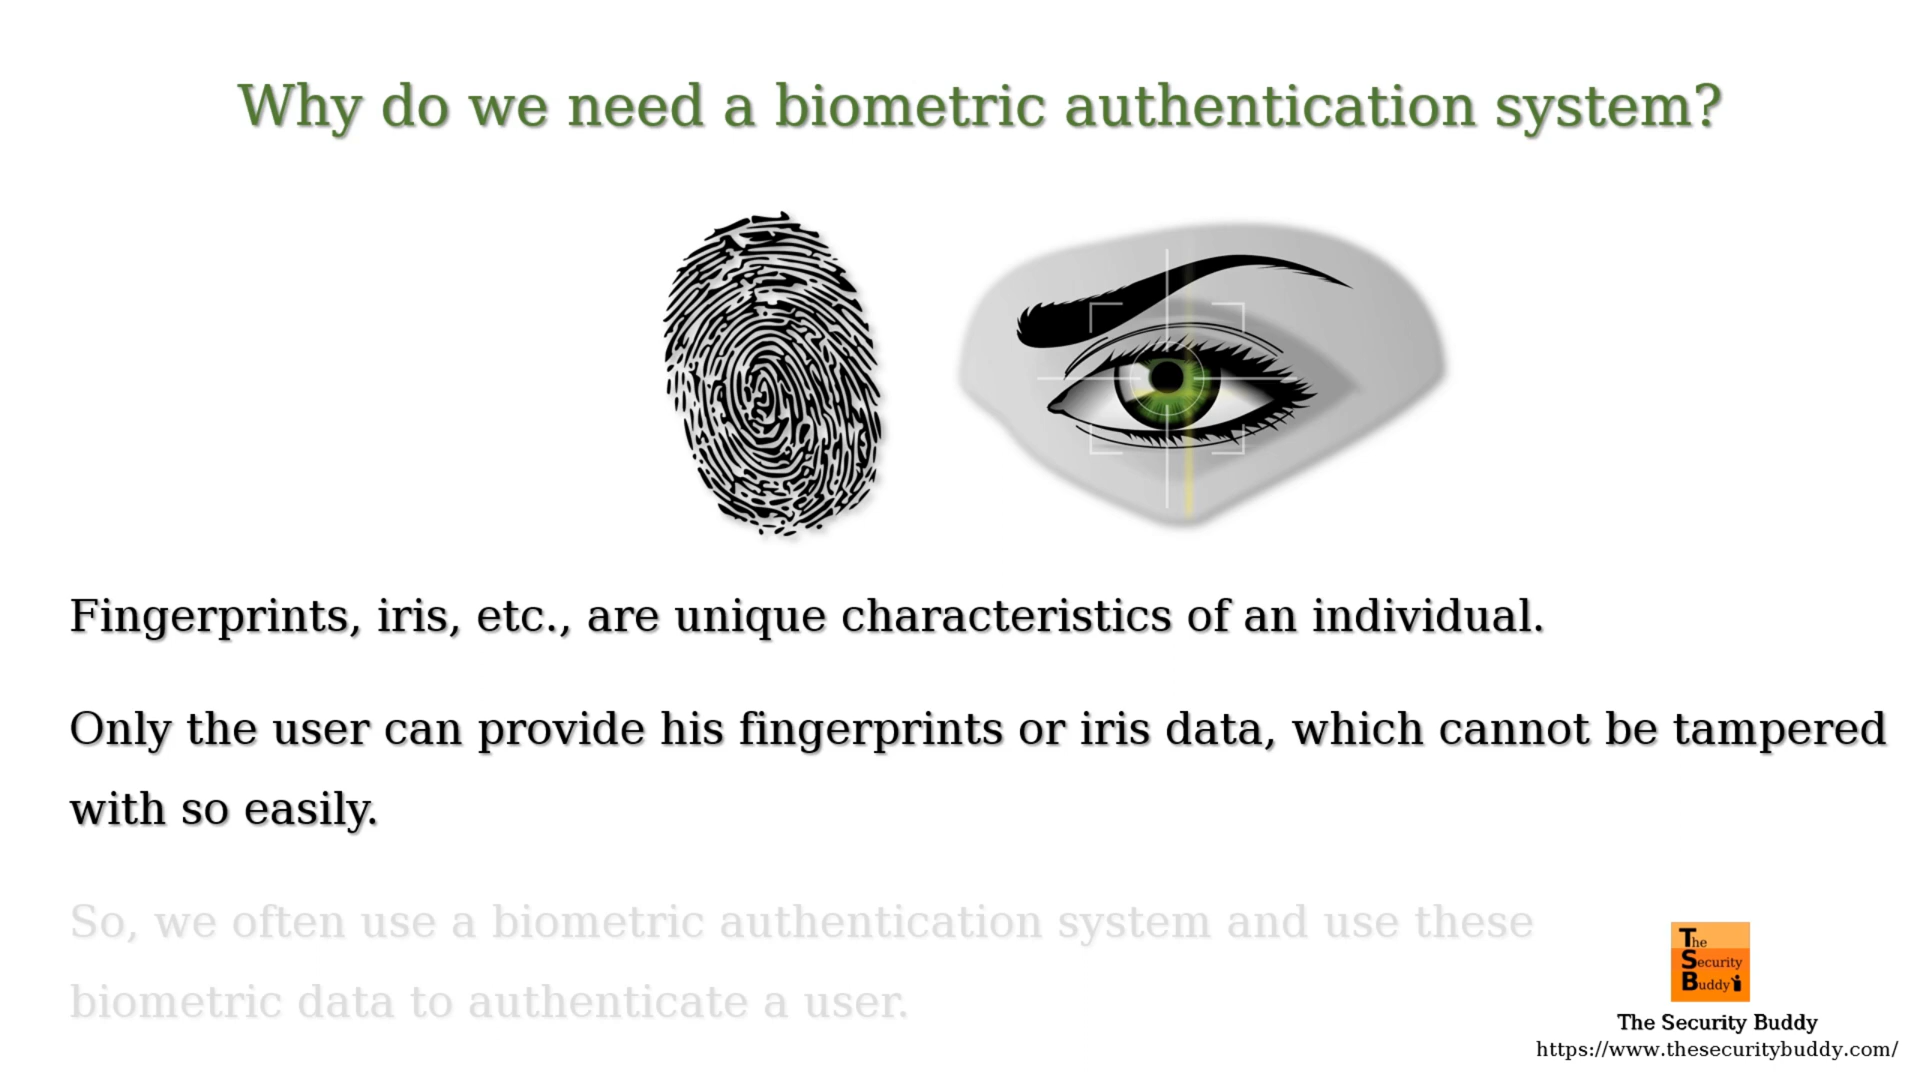 Why do we need a biometric authentication system?
Fingerprints, iris, etc., are unique characteristics of an individual.
Only the user can provide his fingerprints or iris data, which cannot be tampered
with so easily.
So, we often use a biometric authentication system and use these
biometric data to authenticate a user.
The
Security
Buddy
The Security Buddy
https://www.thesecuritybuddy.com/